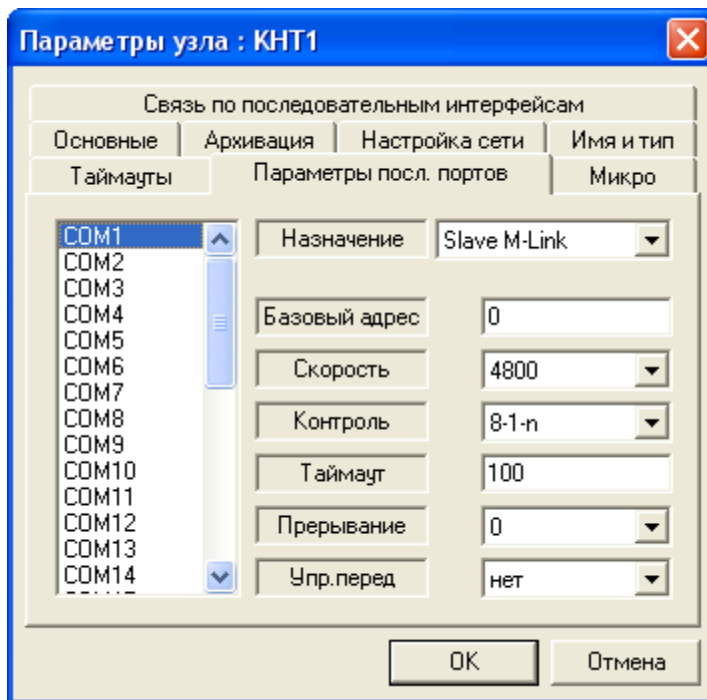 Параметры узла : КНТ1
Связь по последовательным интерфейсам
Основные Архивация Настройка сети Имя и тип
Таймауты Параметры посл. портов Микро
COM1
COM2
COM3
COM4
COM5
COM6
COM7
COM8
COM9
COM10
COM11
COM12
COM13
COM14
Назначение Slave M-Link
Базовый адрес 0
Скорость 4800
Контроль 8-1-n
Таймаут 100
Прерывание 0
Упр.перед нет
OK Отмена